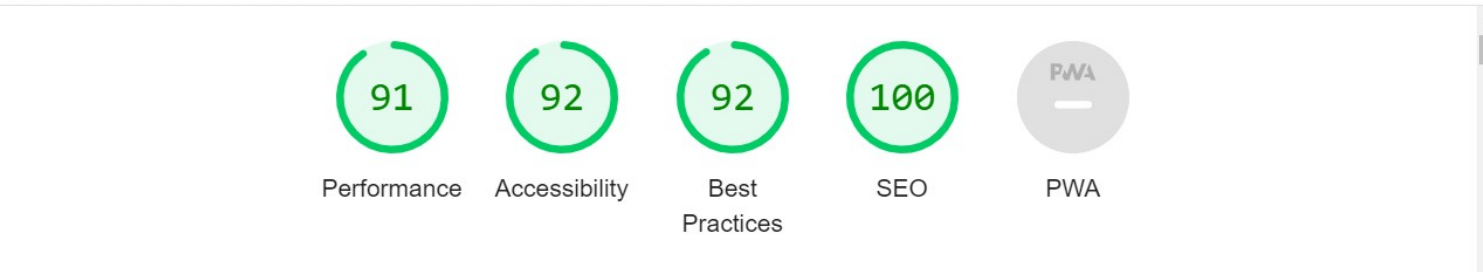 91
92
92
100
PWA
Performance
Accessibility
Best
Practices
SEO
PWA